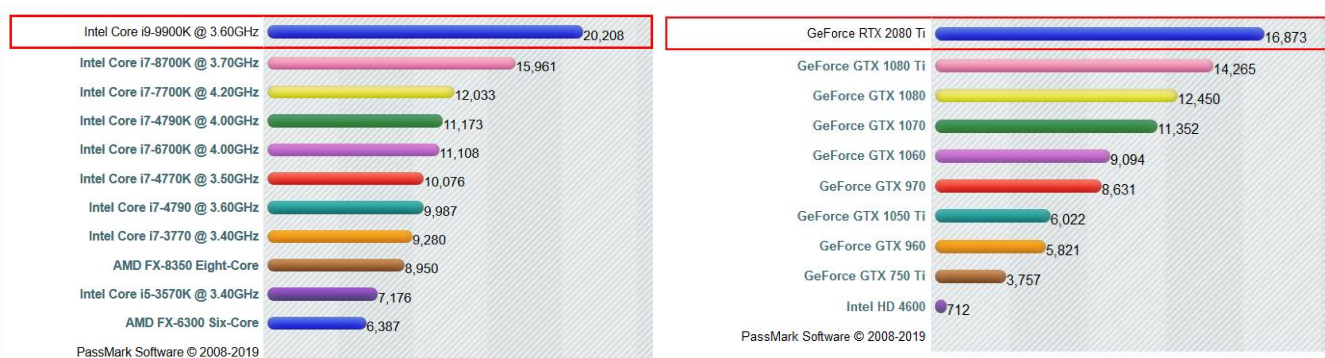 Intel Core i9-9900K @ 3.60GHz 20,208
Intel Core i7-8700K @ 3.70GHz 15,961
Intel Core i7-7700K @ 4.20GHz 12,033
Intel Core i7-4790K @ 4.00GHz 11,173
Intel Core i7-6700K @ 4.00GHz 11,108
Intel Core i7-4770K @ 3.50GHz 10,076
Intel Core i7-4790 @ 3.60GHz 9,987
Intel Core i7-3770 @ 3.40GHz 9,280
AMD FX-8350 Eight-Core 8,950
Intel Core i5-3570K @ 3.40GHz 7,176
AMD FX-6300 Six-Core 6,387
PassMark Software © 2008-2019
GeForce RTX 2080 Ti 16,873
GeForce GTX 1080 Ti 14,265
GeForce GTX 1080 12,450
GeForce GTX 1070 11,352
GeForce GTX 1060 9,094
GeForce GTX 970 8,631
GeForce GTX 1050 Ti 6,022
GeForce GTX 960 5,821
GeForce GTX 750 Ti 3,757
Intel HD 4600 712
PassMark Software © 2008-2019